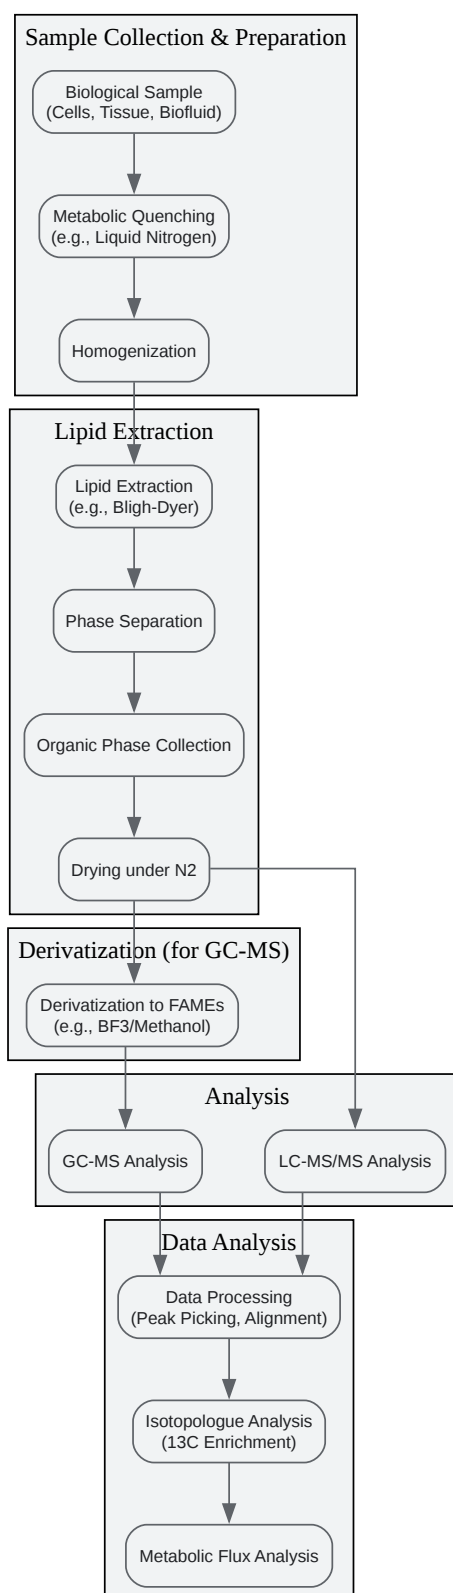 Sample Collection & Preparation
Biological Sample
(Cells, Tissue, Biofluid)
Metabolic Quenching
(e.g., Liquid Nitrogen)
Homogenization
Lipid Extraction
Lipid Extraction
(e.g., Bligh-Dyer)
Phase Separation
Organic Phase Collection
Drying under N2
Derivatization (for GC-MS)
Derivatization to FAMEs
(e.g., BF3/Methanol)
Analysis
GC-MS Analysis
LC-MS/MS Analysis
Data Analysis
Data Processing
(Peak Picking, Alignment)
Isotopologue Analysis
(13C Enrichment)
Metabolic Flux Analysis